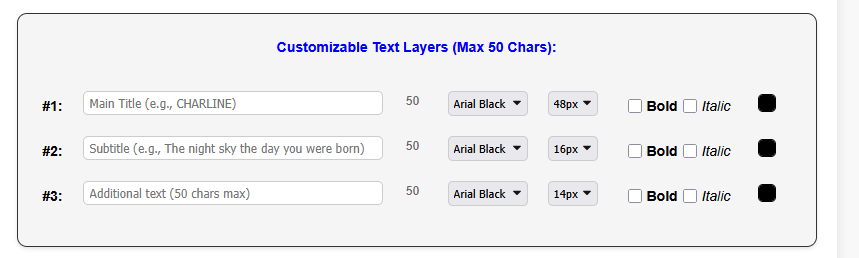 Customizable Text Layers (Max 50 Chars):
#1: Main Title (e.g., CHARLINE) 50 Arial Black 48px Bold Italic
#2: Subtitle (e.g., The night sky the day you were born) 50 Arial Black 16px Bold Italic
#3: Additional text (50 chars max) 50 Arial Black 14px Bold Italic